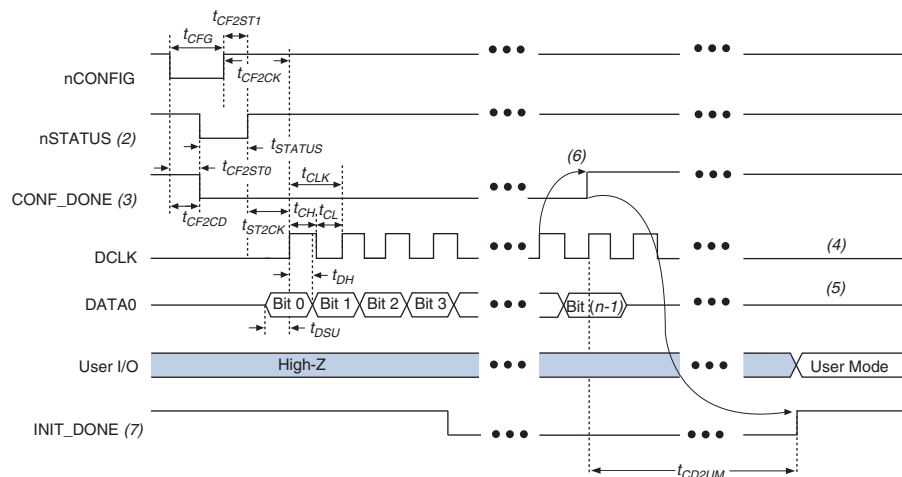 tCF2ST1
tCFG
nCONFIG
tCF2CK
nSTATUS (2)
tSTATUS
tCF2ST0
(6)
tCLK
CONF_DONE (3)
tCF2CD
tCH
tCL
tST2CK
DCLK
(4)
tDH
DATA0
Bit 0
Bit 1
Bit 2
Bit 3
Bit (n-1)
(5)
tDSU
User I/O
High-Z
User Mode
INIT_DONE (7)
tCD2UM